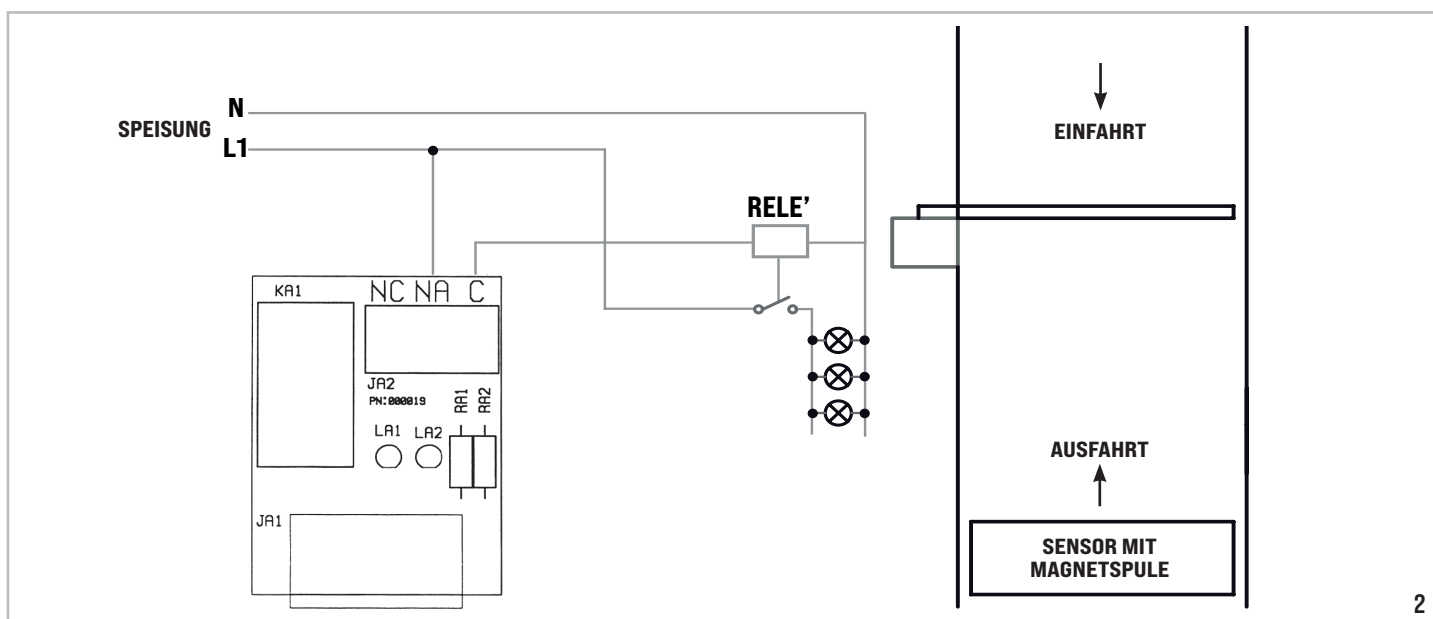 N
SPEISUNG
L1
RELE’
KA1
NC NA C
JA2
PN:000019
RA1
RA2
LA1 LA2
JA1
EINFAHRT
AUSFAHRT
SENSOR MIT
MAGNETSPULE
2